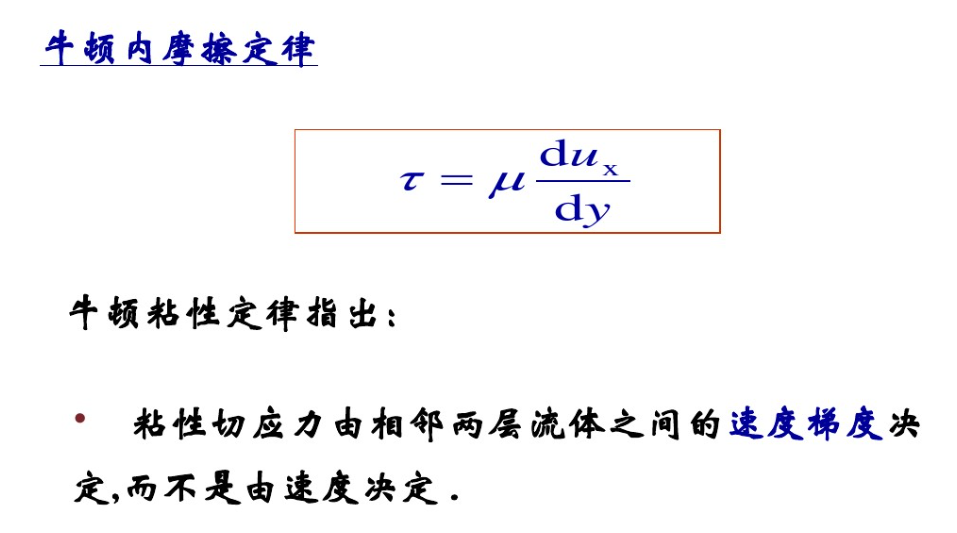 牛顿内摩擦定律
τ = μ du_x/dy
牛顿粘性定律指出:
• 粘性切应力由相邻两层流体之间的速度梯度决
定,而不是由速度决定.